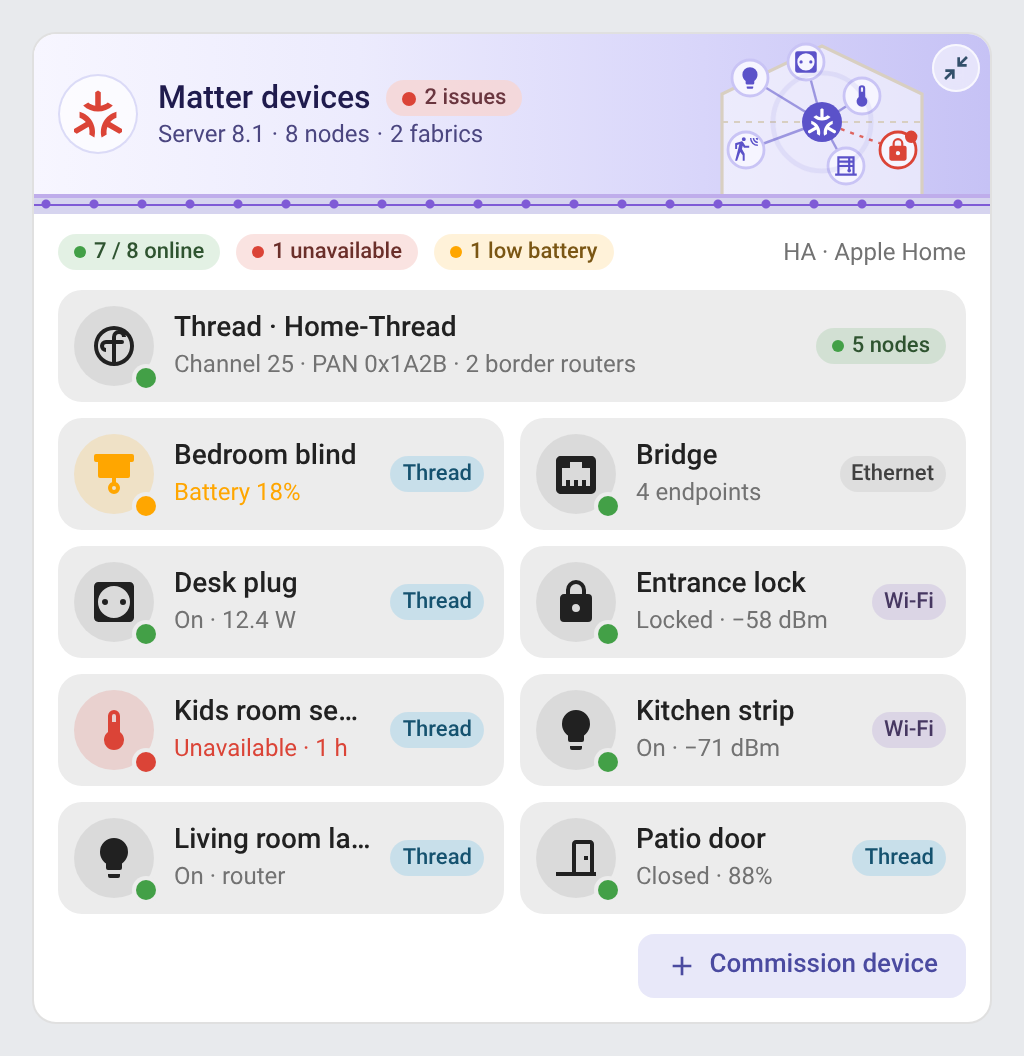 Matter devices
2 issues
Server 8.1 · 8 nodes · 2 fabrics
7 / 8 online
1 unavailable
1 low battery
HA · Apple Home
Thread · Home-Thread
Channel 25 · PAN 0x1A2B · 2 border routers
5 nodes
Bedroom blind
Battery 18%
Thread
Bridge
4 endpoints
Ethernet
Desk plug
On · 12.4 W
Thread
Entrance lock
Locked · −58 dBm
Wi-Fi
Kids room se…
Unavailable · 1 h
Thread
Kitchen strip
On · −71 dBm
Wi-Fi
Living room la…
On · router
Thread
Patio door
Closed · 88%
Thread
Commission device